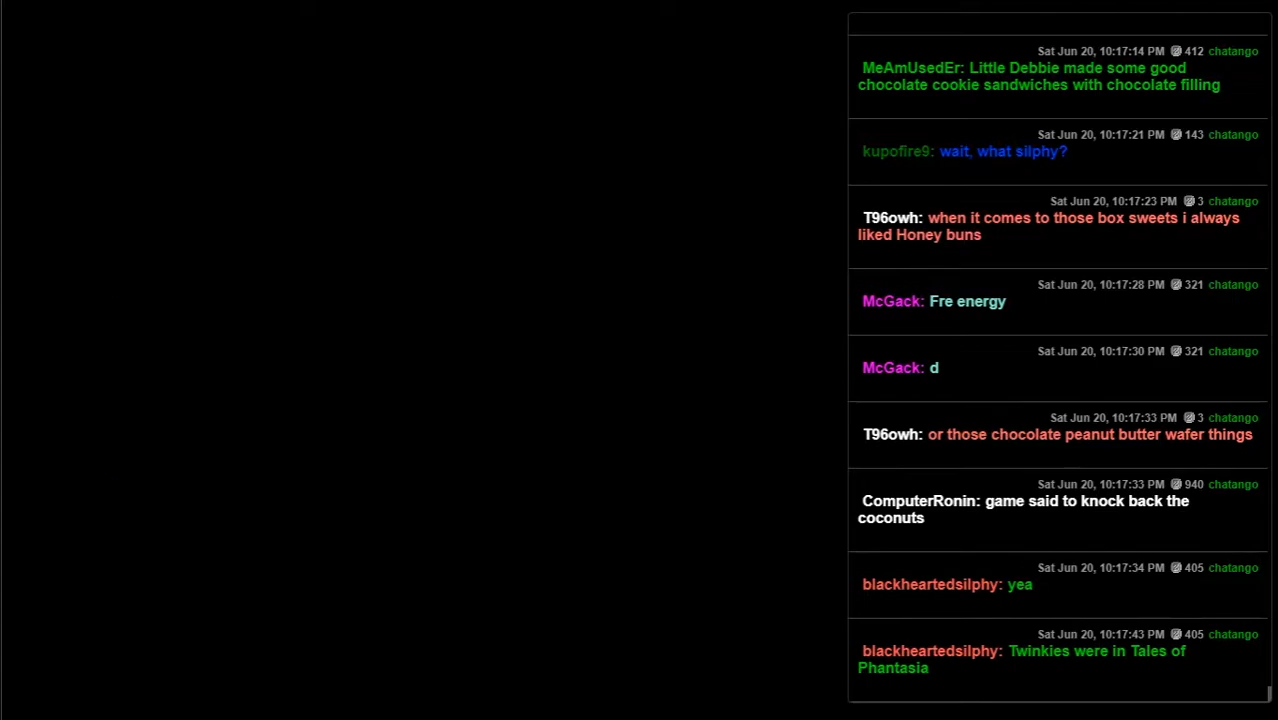 Sat Jun 20, 10:17:14 PM 412 chatango
MeAmUsedEr: Little Debbie made some good
chocolate cookie sandwiches with chocolate filling
Sat Jun 20, 10:17:21 PM 143 chatango
kupofire9: wait, what silphy?
Sat Jun 20, 10:17:23 PM 3 chatango
T96owh: when it comes to those box sweets i always
liked Honey buns
Sat Jun 20, 10:17:28 PM 321 chatango
McGack: Fre energy
Sat Jun 20, 10:17:30 PM 321 chatango
McGack: d
Sat Jun 20, 10:17:33 PM 3 chatango
T96owh: or those chocolate peanut butter wafer things
Sat Jun 20, 10:17:33 PM 940 chatango
ComputerRonin: game said to knock back the
coconuts
Sat Jun 20, 10:17:34 PM 405 chatango
blackheartedsilphy: yea
Sat Jun 20, 10:17:43 PM 405 chatango
blackheartedsilphy: Twinkies were in Tales of
Phantasia